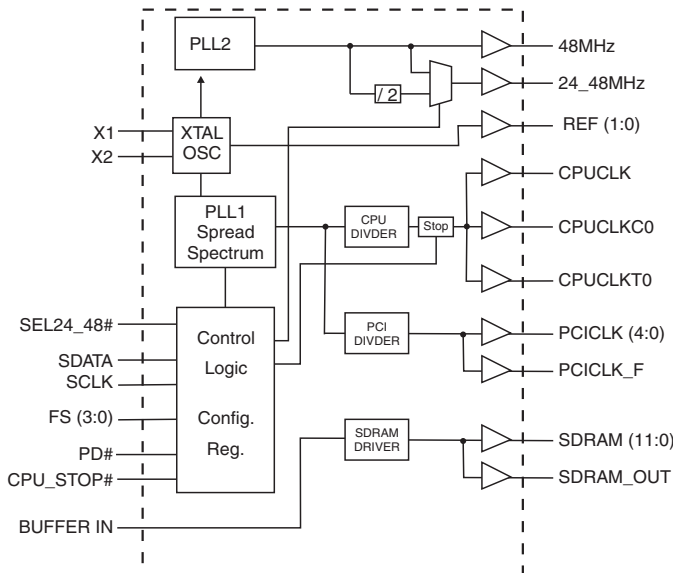 PLL2
48MHz
24_48MHz
/ 2
REF (1:0)
X1
X2
XTAL
OSC
CPUCLK
PLL1
Spread
Spectrum
CPU
DIVDER
Stop
CPUCLKC0
CPUCLKT0
SEL24_48#
SDATA
SCLK
FS (3:0)
PD#
CPU_STOP#
Control
Logic
Config.
Reg.
PCI
DIVDER
PCICLK (4:0)
PCICLK_F
SDRAM
DRIVER
SDRAM (11:0)
SDRAM_OUT
BUFFER IN